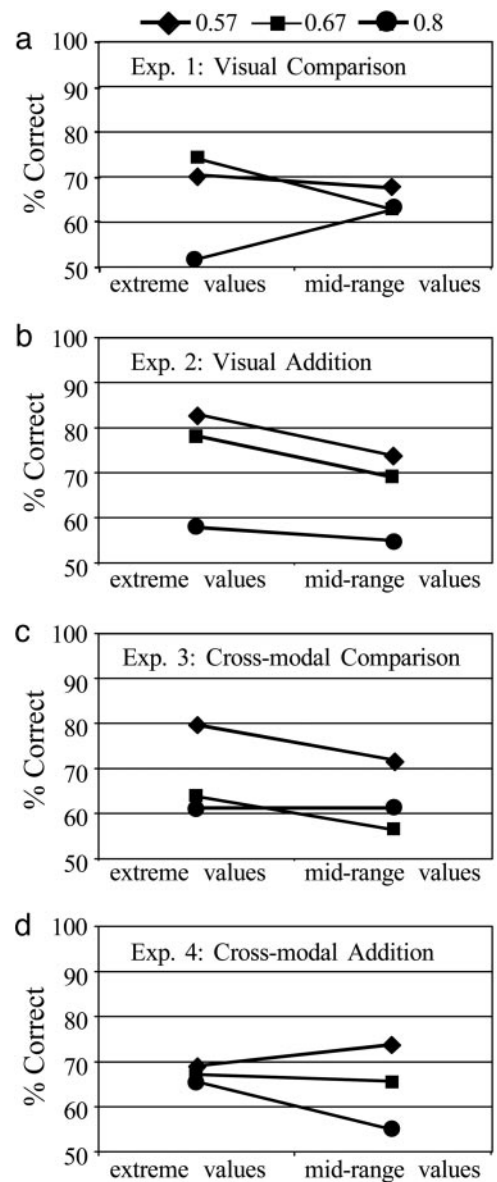 0.57 0.67 0.8
a
Exp. 1: Visual Comparison
% Correct
100
90
80
70
60
50
extreme values mid-range values
b
Exp. 2: Visual Addition
% Correct
100
90
80
70
60
50
extreme values mid-range values
c
Exp. 3: Cross-modal Comparison
% Correct
100
90
80
70
60
50
extreme values mid-range values
d
Exp. 4: Cross-modal Addition
% Correct
100
90
80
70
60
50
extreme values mid-range values